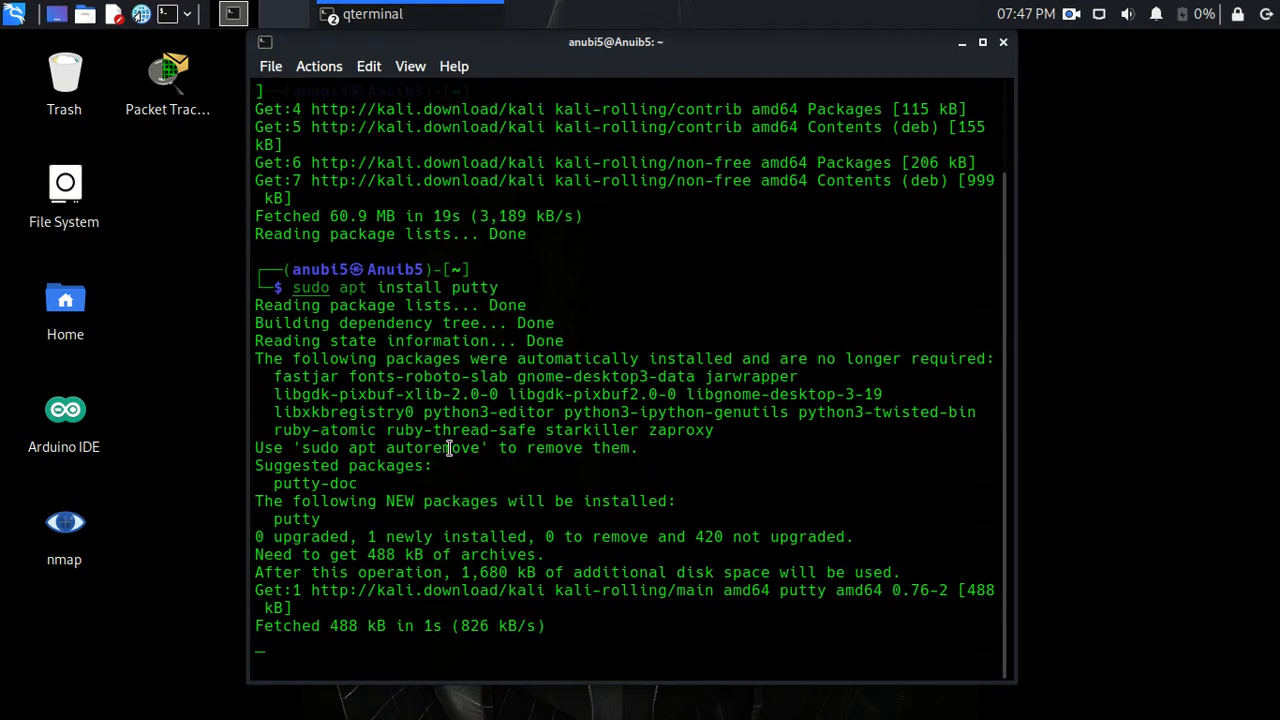 2
qterminal
07:47 PM
0%
anubi5@Anuib5: ~
File Actions Edit View Help
Trash
Packet Trac...
File System
Home
Arduino IDE
nmap
]
Get:4 http://kali.download/kali kali-rolling/contrib amd64 Packages [115 kB]
Get:5 http://kali.download/kali kali-rolling/contrib amd64 Contents (deb) [155
kB]
Get:6 http://kali.download/kali kali-rolling/non-free amd64 Packages [206 kB]
Get:7 http://kali.download/kali kali-rolling/non-free amd64 Contents (deb) [999
kB]
Fetched 60.9 MB in 19s (3,189 kB/s)
Reading package lists... Done
┌──(anubi5㉿Anuib5)-[~]
└─$ sudo apt install putty
Reading package lists... Done
Building dependency tree... Done
Reading state information... Done
The following packages were automatically installed and are no longer required:
fastjar fonts-roboto-slab gnome-desktop3-data jarwrapper
libgdk-pixbuf-xlib-2.0-0 libgdk-pixbuf2.0-0 libgnome-desktop-3-19
libxkbregistry0 python3-editor python3-ipython-genutils python3-twisted-bin
ruby-atomic ruby-thread-safe starkiller zaproxy
Use 'sudo apt autoremove' to remove them.
Suggested packages:
putty-doc
The following NEW packages will be installed:
putty
0 upgraded, 1 newly installed, 0 to remove and 420 not upgraded.
Need to get 488 kB of archives.
After this operation, 1,680 kB of additional disk space will be used.
Get:1 http://kali.download/kali kali-rolling/main amd64 putty amd64 0.76-2 [488
kB]
Fetched 488 kB in 1s (826 kB/s)